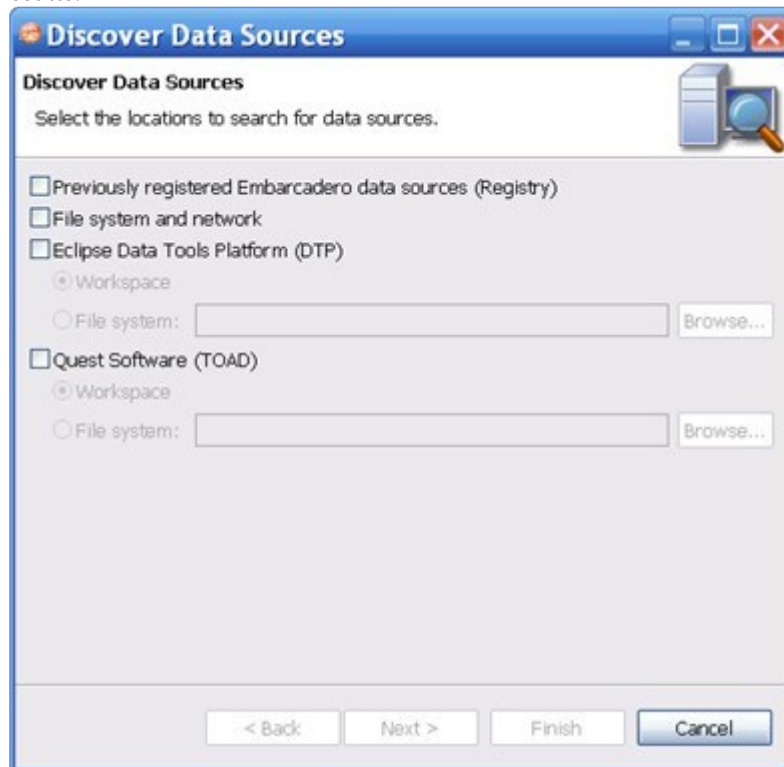 Discover Data Sources
Discover Data Sources
Select the locations to search for data sources.
Previously registered Embarcadero data sources (Registry)
File system and network
Eclipse Data Tools Platform (DTP)
Workspace
File system:
Browse...
Quest Software (TOAD)
Workspace
File system:
Browse...
< Back
Next >
Finish
Cancel